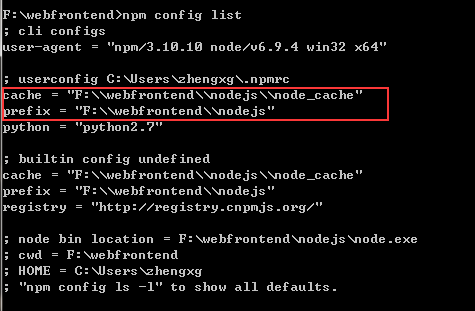 F:\webfrontend>npm config list
; cli configs
user-agent = "npm/3.10.10 node/v6.9.4 win32 x64"
; userconfig C:\Users\zhengxg\.npmrc
cache = "F:\\webfrontend\\nodejs\\node_cache"
prefix = "F:\\webfrontend\\nodejs"
python = "python2.7"
; builtin config undefined
cache = "F:\\webfrontend\\nodejs\\node_cache"
prefix = "F:\\webfrontend\\nodejs"
registry = "http://registry.cnpmjs.org/"
; node bin location = F:\webfrontend\nodejs\node.exe
; cwd = F:\webfrontend
; HOME = C:\Users\zhengxg
; "npm config ls -l" to show all defaults.